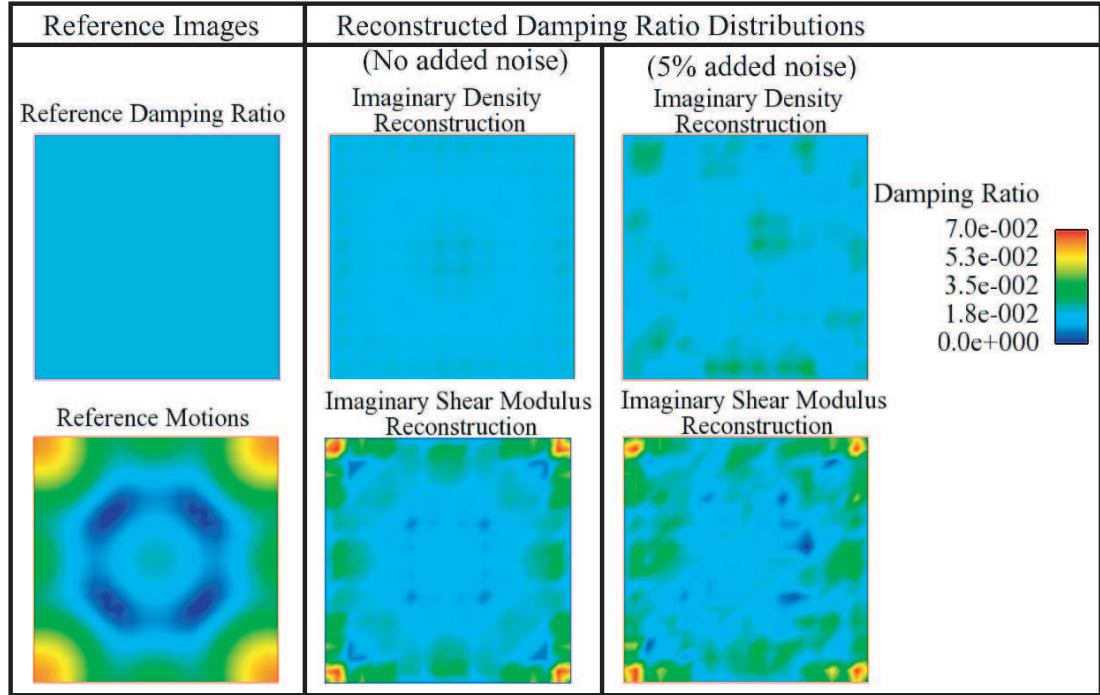 Reference Images
Reconstructed Damping Ratio Distributions
(No added noise)
(5% added noise)
Reference Damping Ratio
Imaginary Density
Reconstruction
Imaginary Density
Reconstruction
Damping Ratio
7.0e-002
5.3e-002
3.5e-002
1.8e-002
0.0e+000
Reference Motions
Imaginary Shear Modulus
Reconstruction
Imaginary Shear Modulus
Reconstruction